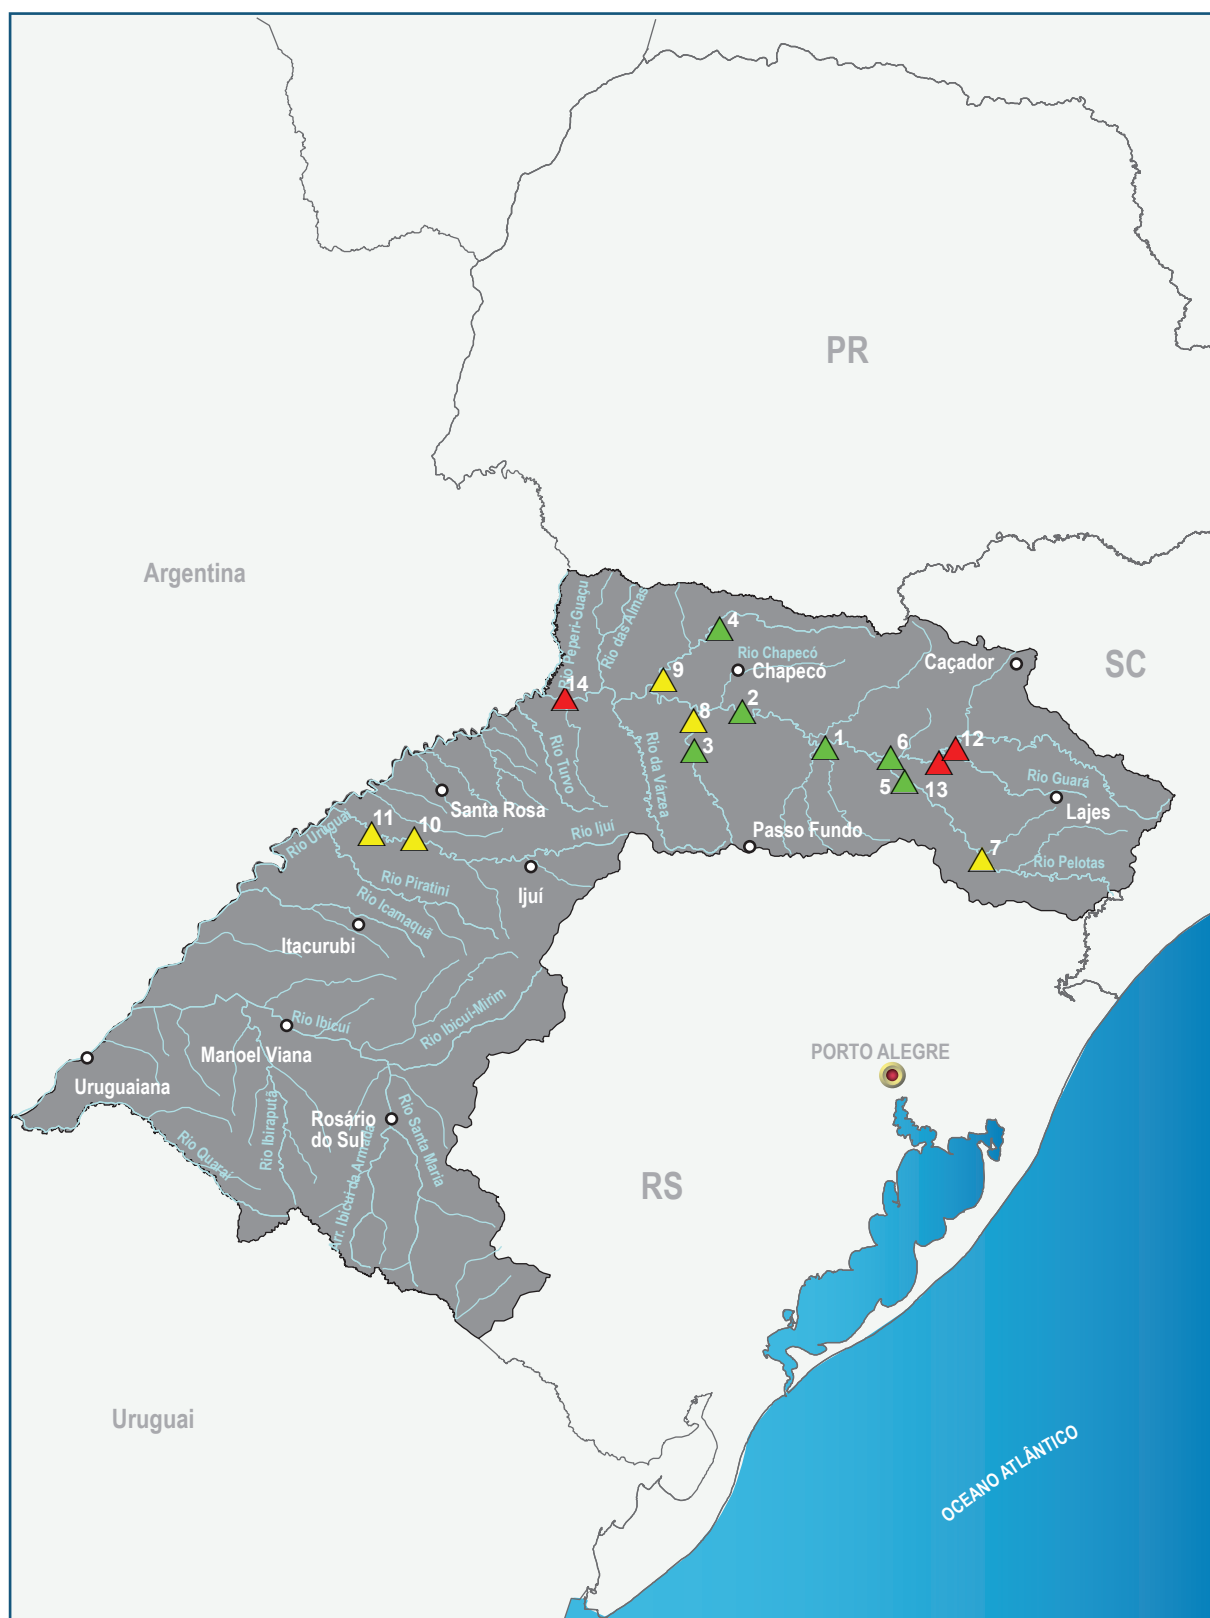 PR
Argentina
Rio Peperi-Guaçu
Rio das Almas
4
Rio Chapecó
Chapecó
Caçador
SC
9
14
2
8
3
1
6
12
5
13
Rio Guará
Lajes
Rio Turvo
Rio da Várzea
Santa Rosa
Passo Fundo
Rio Uruguai
11
10
Rio Ijuí
7
Rio Pelotas
Ijuí
Rio Piratini
Rio Icamaquã
Itacurubi
Rio Ibicuí-Mirim
Rio Ibicuí
Manoel Viana
Uruguaiana
PORTO ALEGRE
Rosário
do Sul
Rio Ibiraputã
Rio Quaraí
Arr. Ibicuí da Armada
Rio Santa Maria
RS
Uruguai
OCEANO ATLÂNTICO